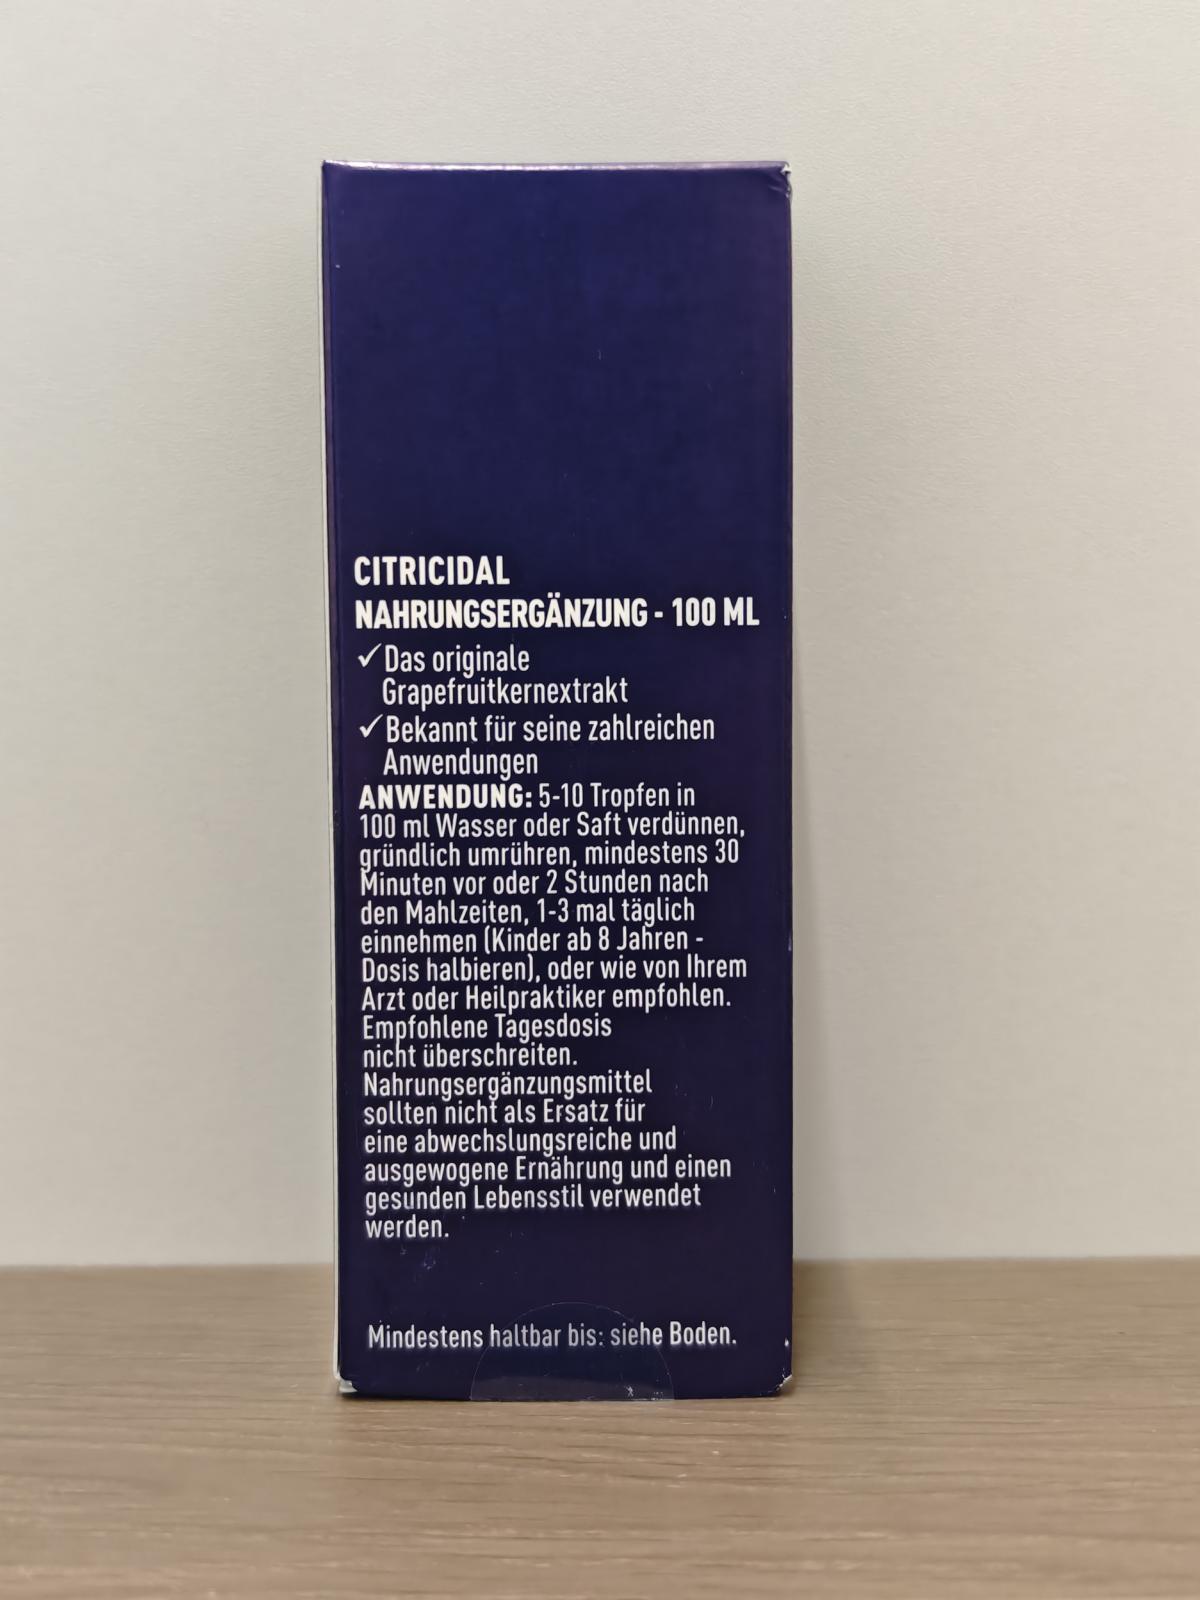 CITRICIDAL
NAHRUNGSERGÄNZUNG - 100 ML
✓ Das originale
Grapefruitkernextrakt
✓ Bekannt für seine zahlreichen
Anwendungen
ANWENDUNG: 5-10 Tropfen in
100 ml Wasser oder Saft verdünnen,
gründlich umrühren, mindestens 30
Minuten vor oder 2 Stunden nach
den Mahlzeiten, 1-3 mal täglich
einnehmen (Kinder ab 8 Jahren -
Dosis halbieren), oder wie von Ihrem
Arzt oder Heilpraktiker empfohlen.
Empfohlene Tagesdosis
nicht überschreiten.
Nahrungsergänzungsmittel
sollten nicht als Ersatz für
eine abwechslungsreiche und
ausgewogene Ernährung und einen
gesunden Lebensstil verwendet
werden.
Mindestens haltbar bis: siehe Boden.